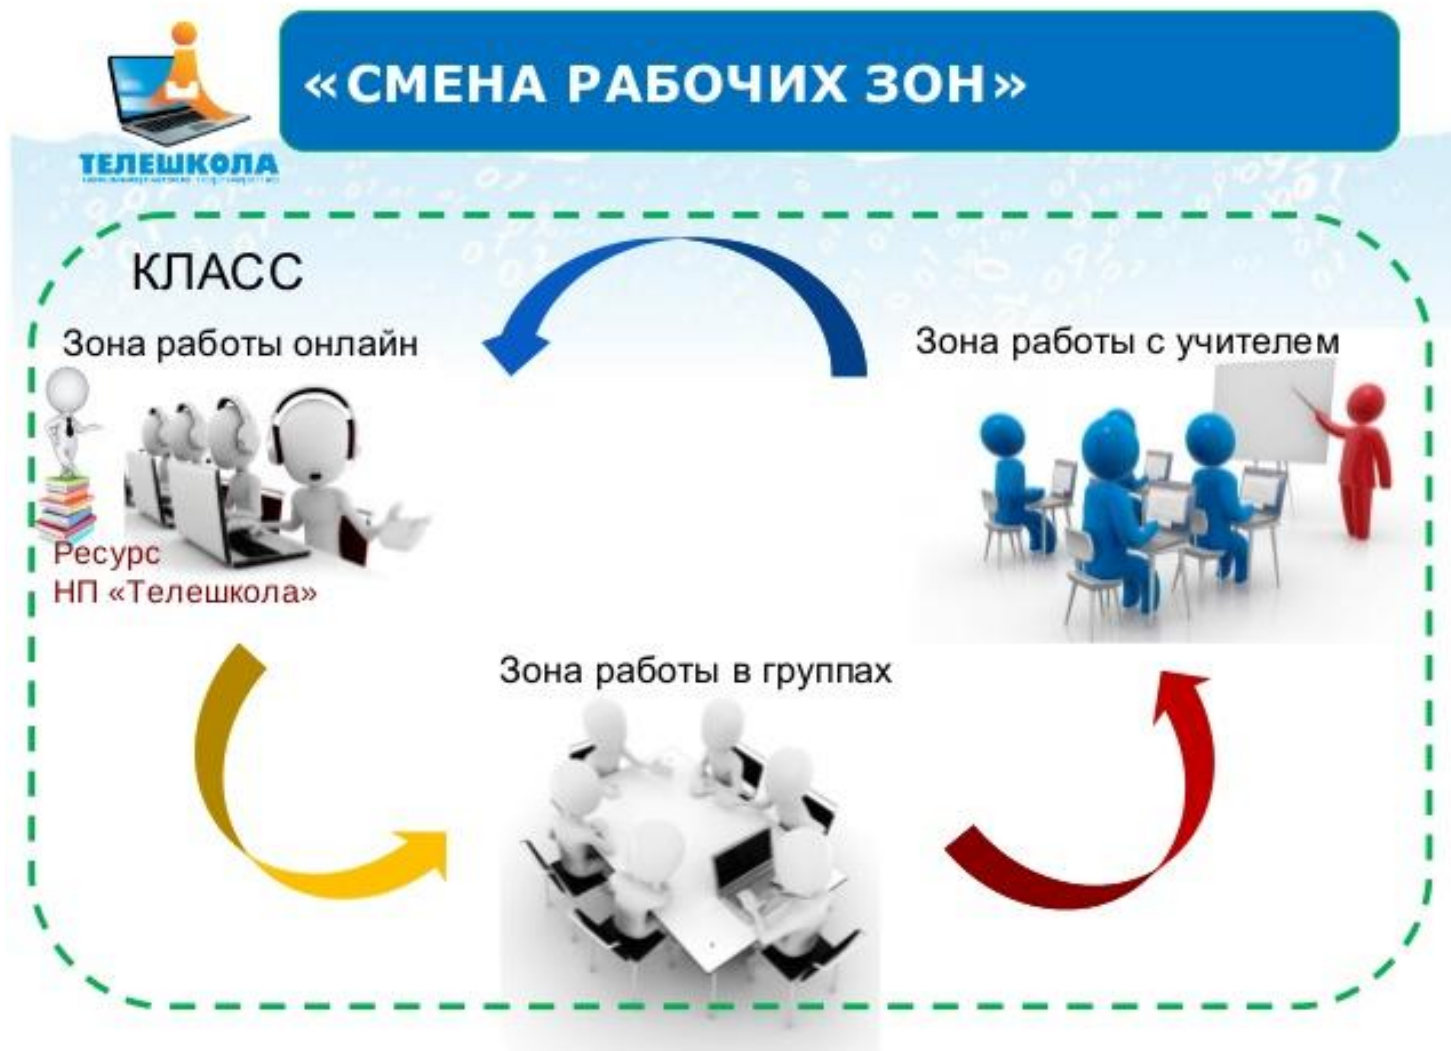 «СМЕНА РАБОЧИХ ЗОН»
ТЕЛЕШКОЛА
КЛАСС
Зона работы онлайн
Зона работы с учителем
Ресурс
НП «Телешкола»
Зона работы в группах